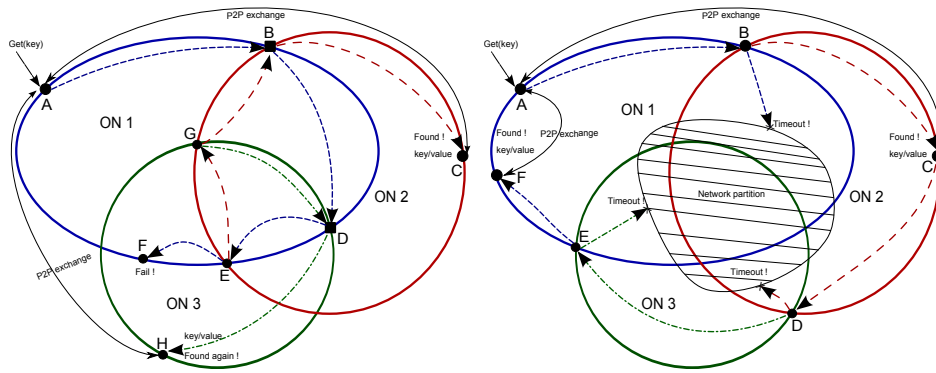 P2P exchange
Get(key)
B
A
ON 1
G
Found !
key/value
C
ON 2
D
F
Fail !
E
P2P exchange
ON 3
key/value
H
Found again !
P2P exchange
Get(key)
B
A
ON 1
Timeout !
Found !
key/value
P2P exchange
F
Found !
key/value
C
Network partition
ON 2
Timeout !
E
Timeout !
ON 3
D